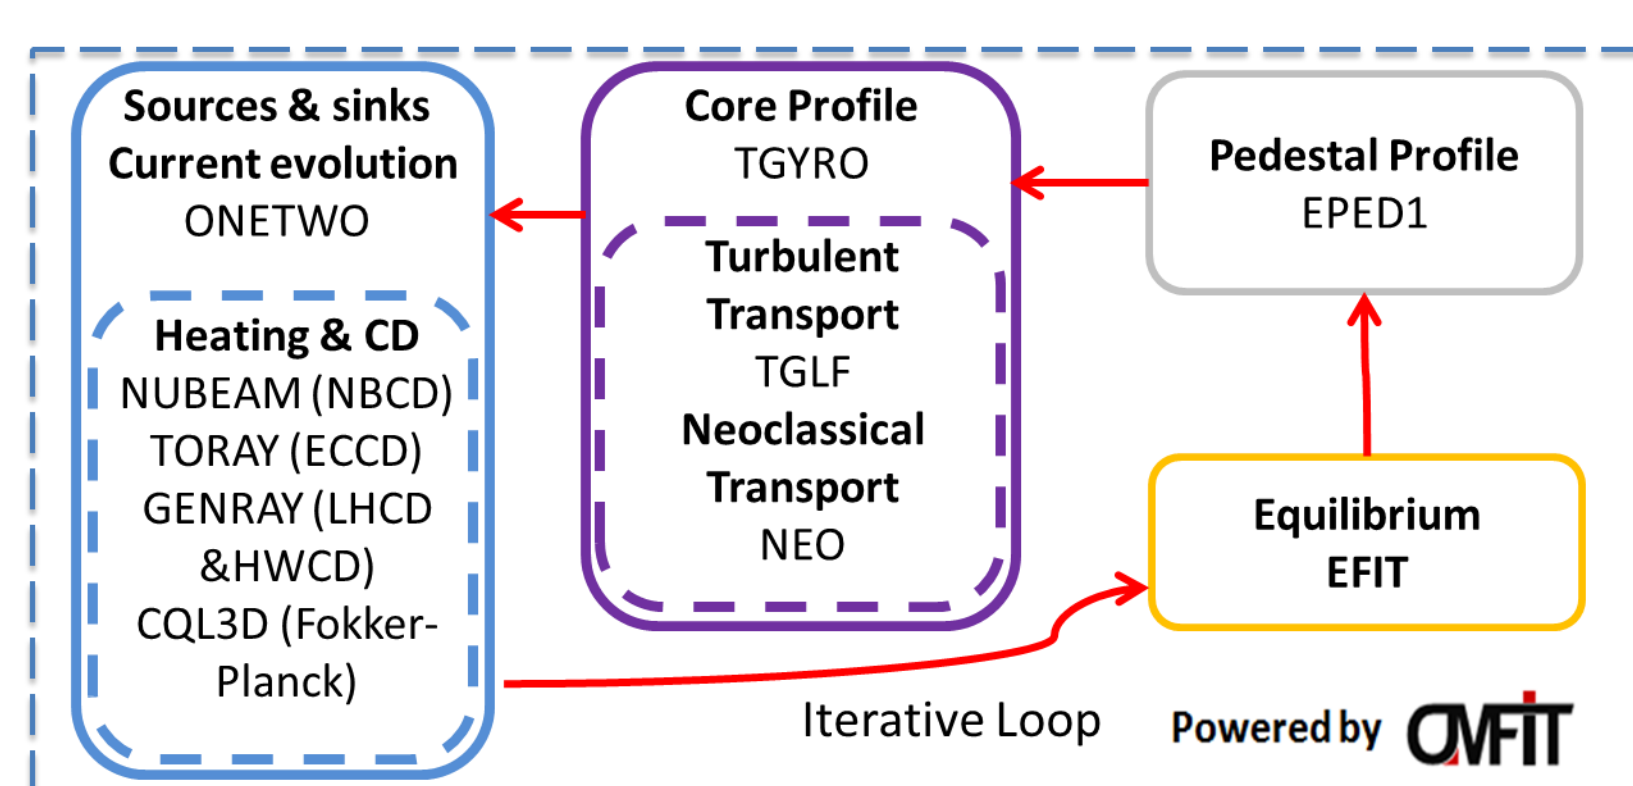 Sources & sinks
Current evolution
ONETWO
Heating & CD
NUBEAM (NBCD)
TORAY (ECCD)
GENRAY (LHCD
&HWCD)
CQL3D (Fokker-
Planck)
Core Profile
TGYRO
Turbulent
Transport
TGLF
Neoclassical
Transport
NEO
Pedestal Profile
EPED1
Equilibrium
EFIT
Iterative Loop
Powered by OMFIT